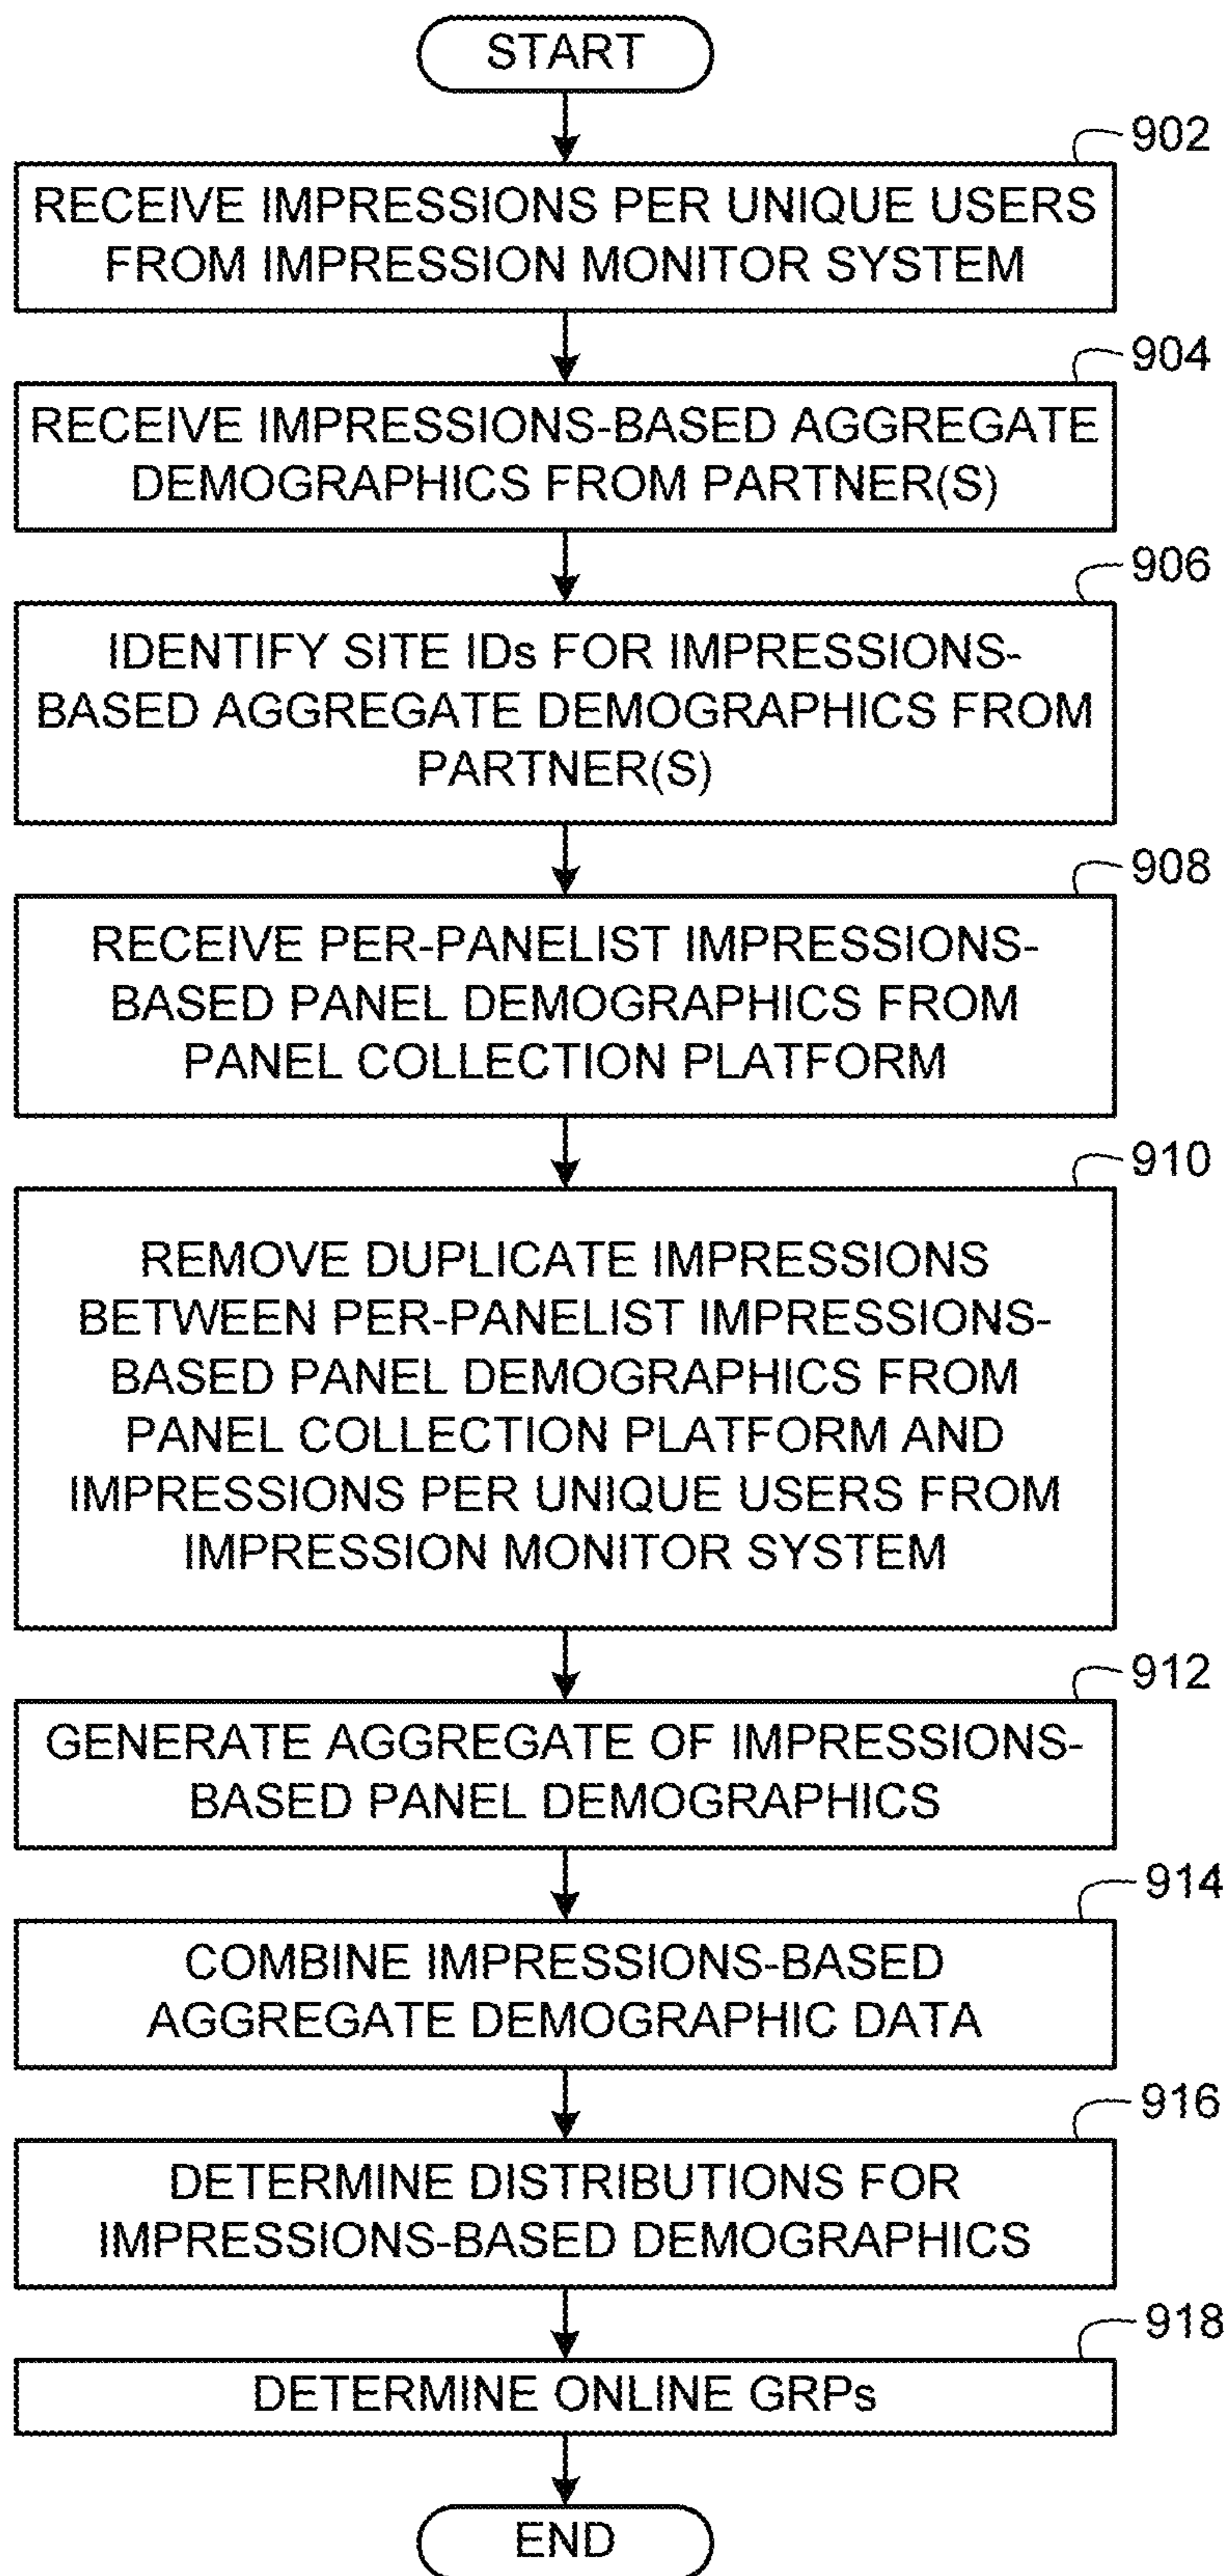 START
902
RECEIVE IMPRESSIONS PER UNIQUE USERS
FROM IMPRESSION MONITOR SYSTEM
904
RECEIVE IMPRESSIONS-BASED AGGREGATE
DEMOGRAPHICS FROM PARTNER(S)
906
IDENTIFY SITE IDs FOR IMPRESSIONS-
BASED AGGREGATE DEMOGRAPHICS FROM
PARTNER(S)
908
RECEIVE PER-PANELIST IMPRESSIONS-
BASED PANEL DEMOGRAPHICS FROM
PANEL COLLECTION PLATFORM
910
REMOVE DUPLICATE IMPRESSIONS
BETWEEN PER-PANELIST IMPRESSIONS-
BASED PANEL DEMOGRAPHICS FROM
PANEL COLLECTION PLATFORM AND
IMPRESSIONS PER UNIQUE USERS FROM
IMPRESSION MONITOR SYSTEM
912
GENERATE AGGREGATE OF IMPRESSIONS-
BASED PANEL DEMOGRAPHICS
914
COMBINE IMPRESSIONS-BASED
AGGREGATE DEMOGRAPHIC DATA
916
DETERMINE DISTRIBUTIONS FOR
IMPRESSIONS-BASED DEMOGRAPHICS
918
DETERMINE ONLINE GRPs
END